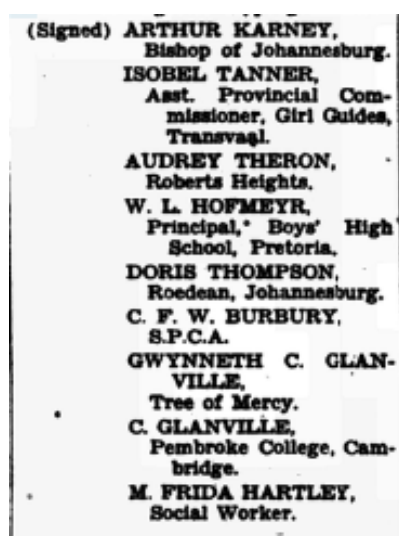 (Signed) ARTHUR KARNEY,
Bishop of Johannesburg.
ISOBEL TANNER,
Asst. Provincial Com-
missioner, Girl Guides,
Transvaal.
AUDREY THERON,
Roberts Heights.
W. L. HOFMEYR,
Principal, Boys' High
School, Pretoria.
DORIS THOMPSON,
Roedean, Johannesburg.
C. F. W. BURBURY,
S.P.C.A.
GWYNNETH C. GLAN-
VILLE,
Tree of Mercy.
C. GLANVILLE,
Pembroke College, Cam-
bridge.
M. FRIDA HARTLEY,
Social Worker.